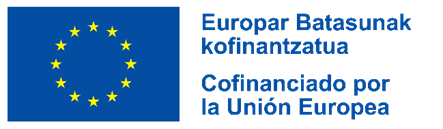 Europar Batasunak
kofinantzatua
Cofinanciado por
la Unión Europea